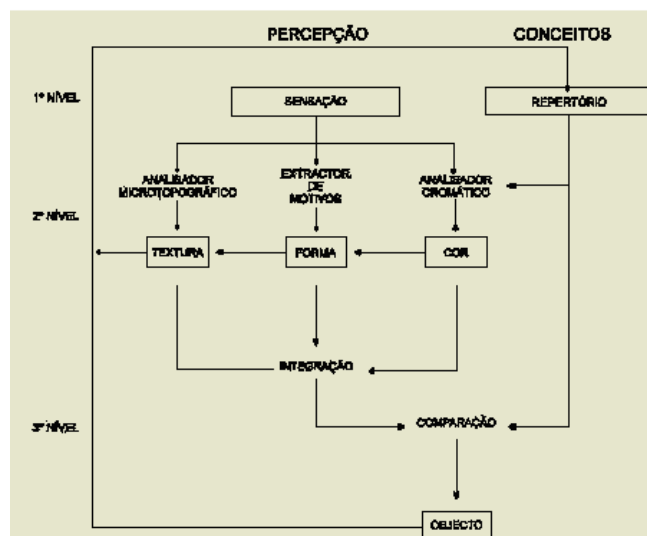 PERCEPÇÃO
CONCEITOS
1º NÍVEL
SENSAÇÃO
REPERTÓRIO
ANALISADOR
MICROTOPOGRÁFICO
EXTRACTOR
DE
MOTIVOS
ANALISADOR
CROMÁTICO
2º NÍVEL
TEXTURA
FORMA
COR
INTEGRAÇÃO
3º NÍVEL
COMPARAÇÃO
OBJECTO